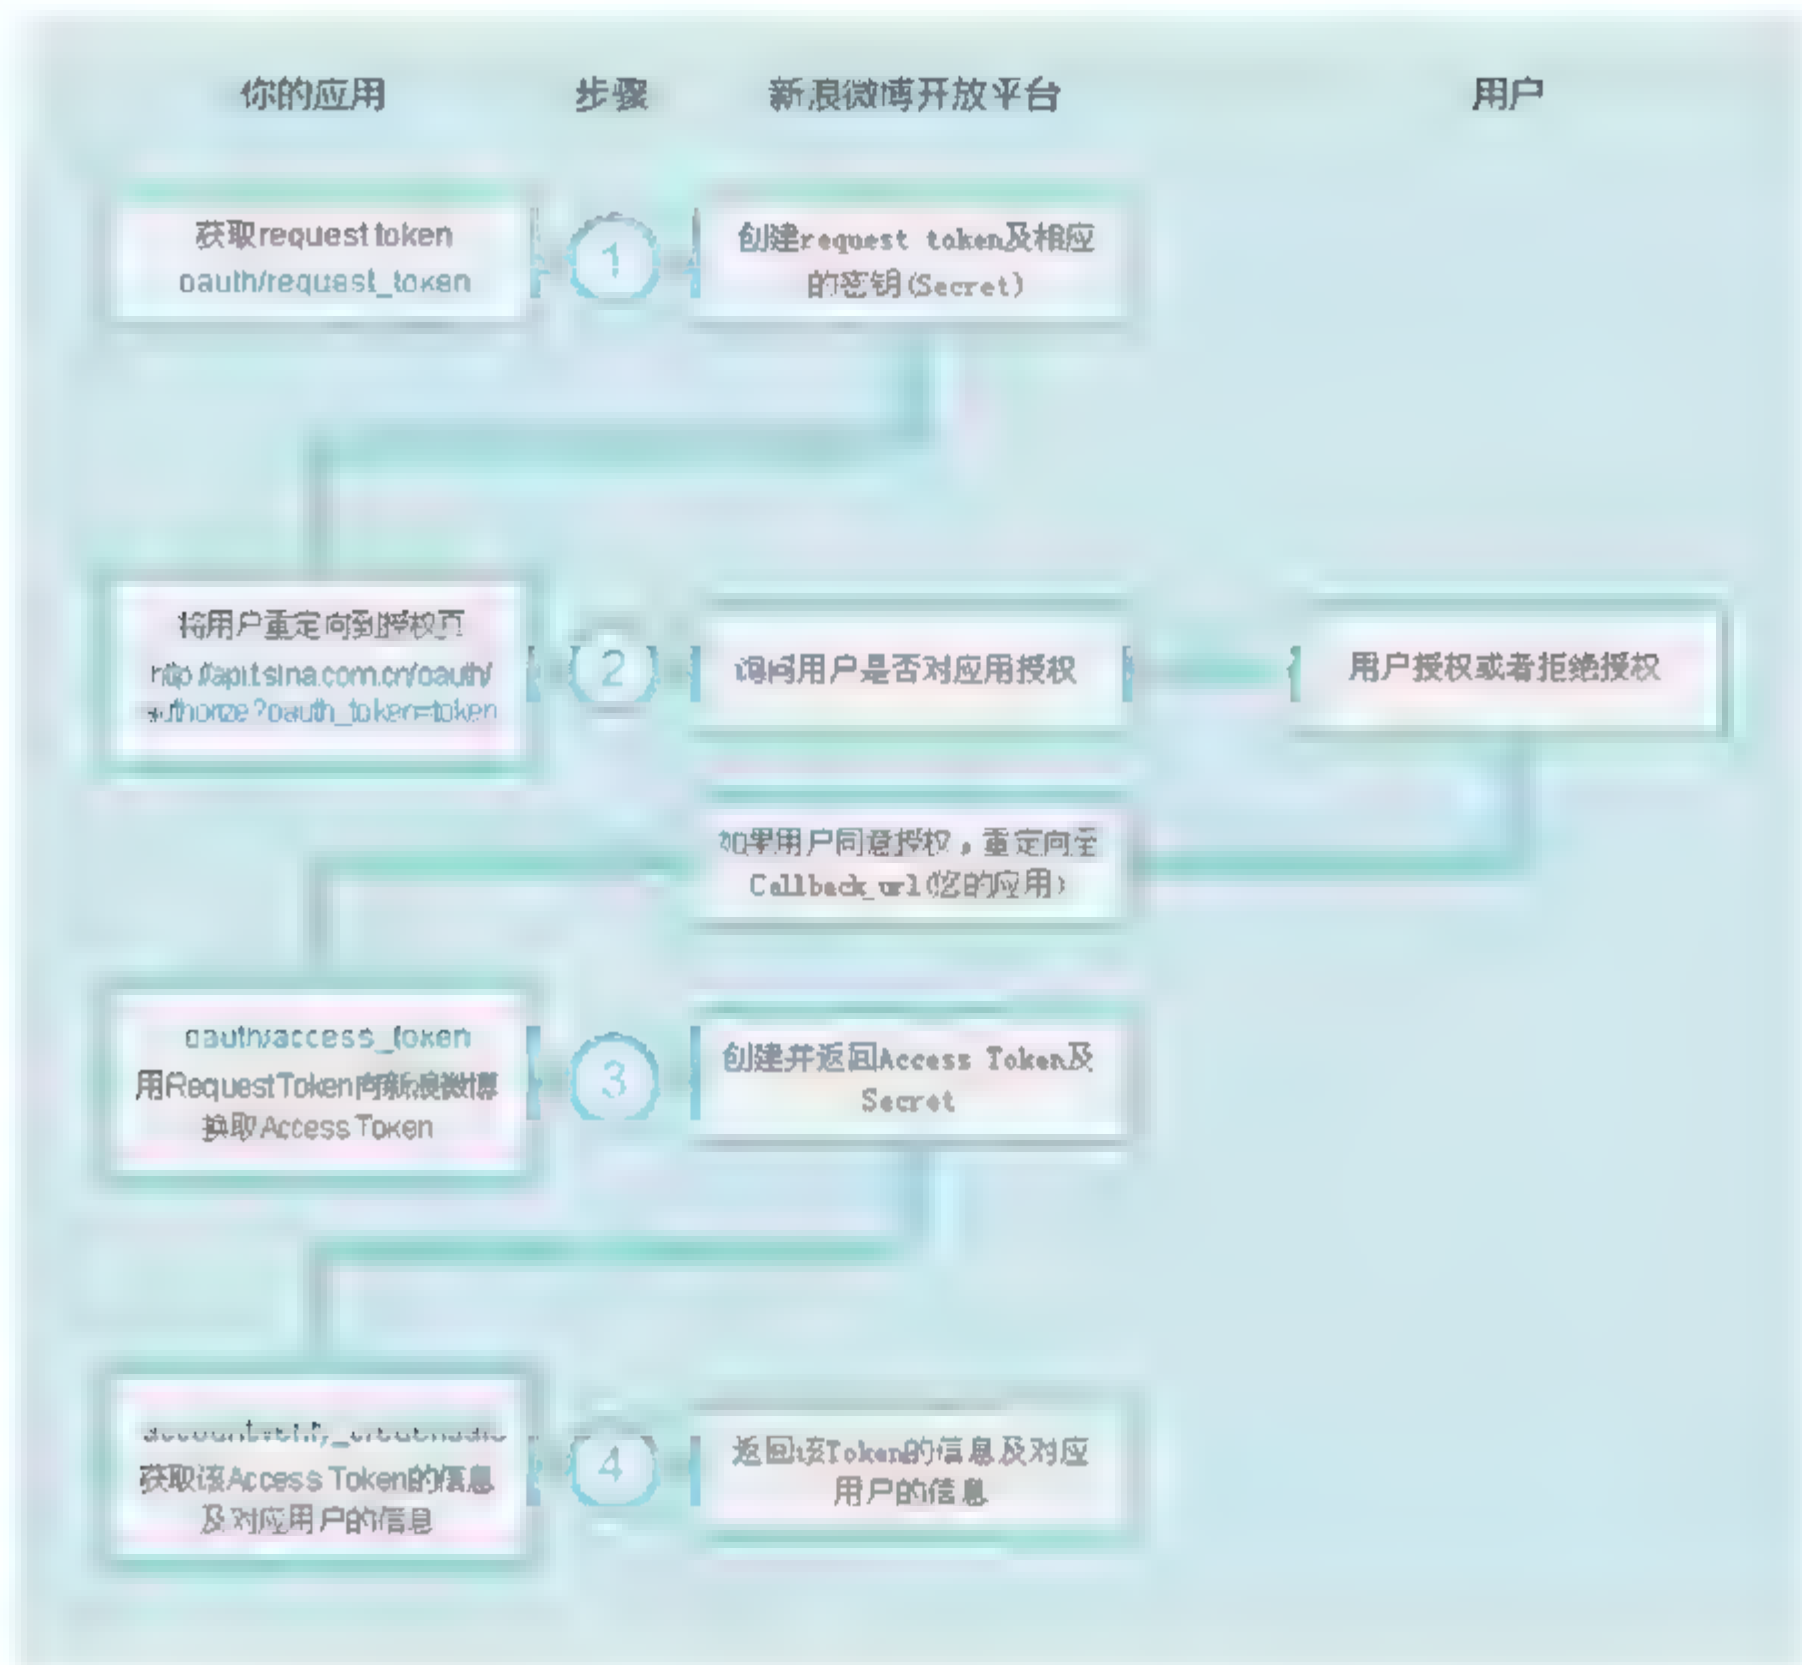 你的应用
步骤
新浪微博开放平台
用户
获取request token
oauth/request_token
1
创建request token及相应
的密钥(Secret)
将用户重定向到授权页
http://api.t.sina.com.cn/oauth/
authorize?oauth_token=token
2
询问用户是否对应用授权
用户授权或者拒绝授权
如果用户同意授权，重定向至
Callback_url(您的应用)
oauth/access_token
用Request Token向新浪微博
换取Access Token
3
创建并返回Access Token及
Secret
获取该Access Token的信息
及对应用户的信息
4
返回该Token的信息及对应
用户的信息